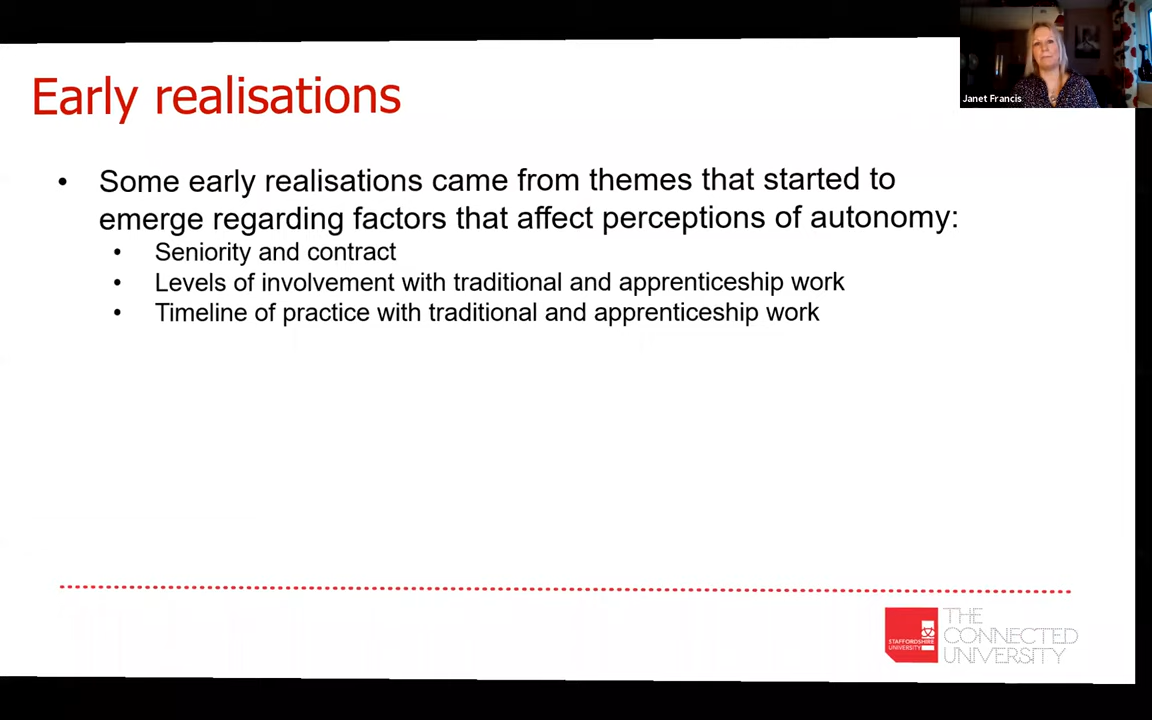 Early realisations
Janet Francis
• Some early realisations came from themes that started to
emerge regarding factors that affect perceptions of autonomy:
• Seniority and contract
• Levels of involvement with traditional and apprenticeship work
• Timeline of practice with traditional and apprenticeship work
STAFFORDSHIRE
UNIVERSITY
THE
CONNECTED
UNIVERSITY